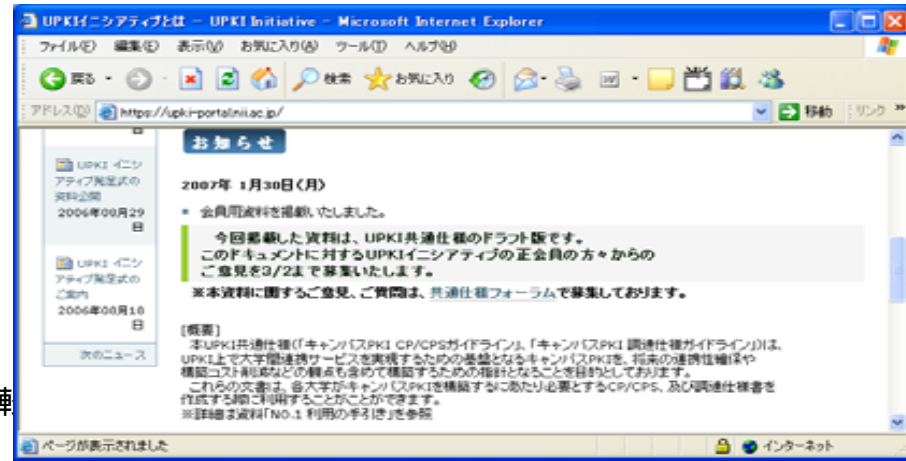 UPKIイニシアティブとは - UPKI Initiative - Microsoft Internet Explorer
ファイル(F) 編集(E) 表示(V) お気に入り(A) ツール(T) ヘルプ(H)
戻る 検索 お気に入り
アドレス(D) https://upki-portal.nii.ac.jp/ 移動 リンク »
日
お知らせ
UPKI イニシ
アティブ発足式の
資料公開
2006年08月29
日
UPKI イニシ
アティブ発足式の
ご案内
2006年08月18
日
次のニュース
2007年 1月30日(月)
会員用資料を掲載いたしました。
今回掲載した資料は、UPKI共通仕様のドラフト版です。
このドキュメントに対するUPKIイニシアティブの正会員の方々からの
ご意見を3/2まで募集いたします。
※本資料に関するご意見、ご質問は、共通仕様フォーラムで募集しております。
[概要]
本UPKI共通仕様(「キャンパスPKI CP/CPSガイドライン」、「キャンパスPKI 調達仕様ガイドライン」)は、
UPKI上で大学間連携サービスを実現するための基盤となるキャンパスPKIを、将来の連携性確保や
構築コスト削減などの観点も含めて構築するための指針となることを目的としております。
これらの文書は、各大学がキャンパスPKIを構築するにあたり必要とするCP/CPS、及び調達仕様書を
作成する際に利用することがことができます。
※詳細は資料「NO.1 利用の手引き」を参照
ページが表示されました インターネット